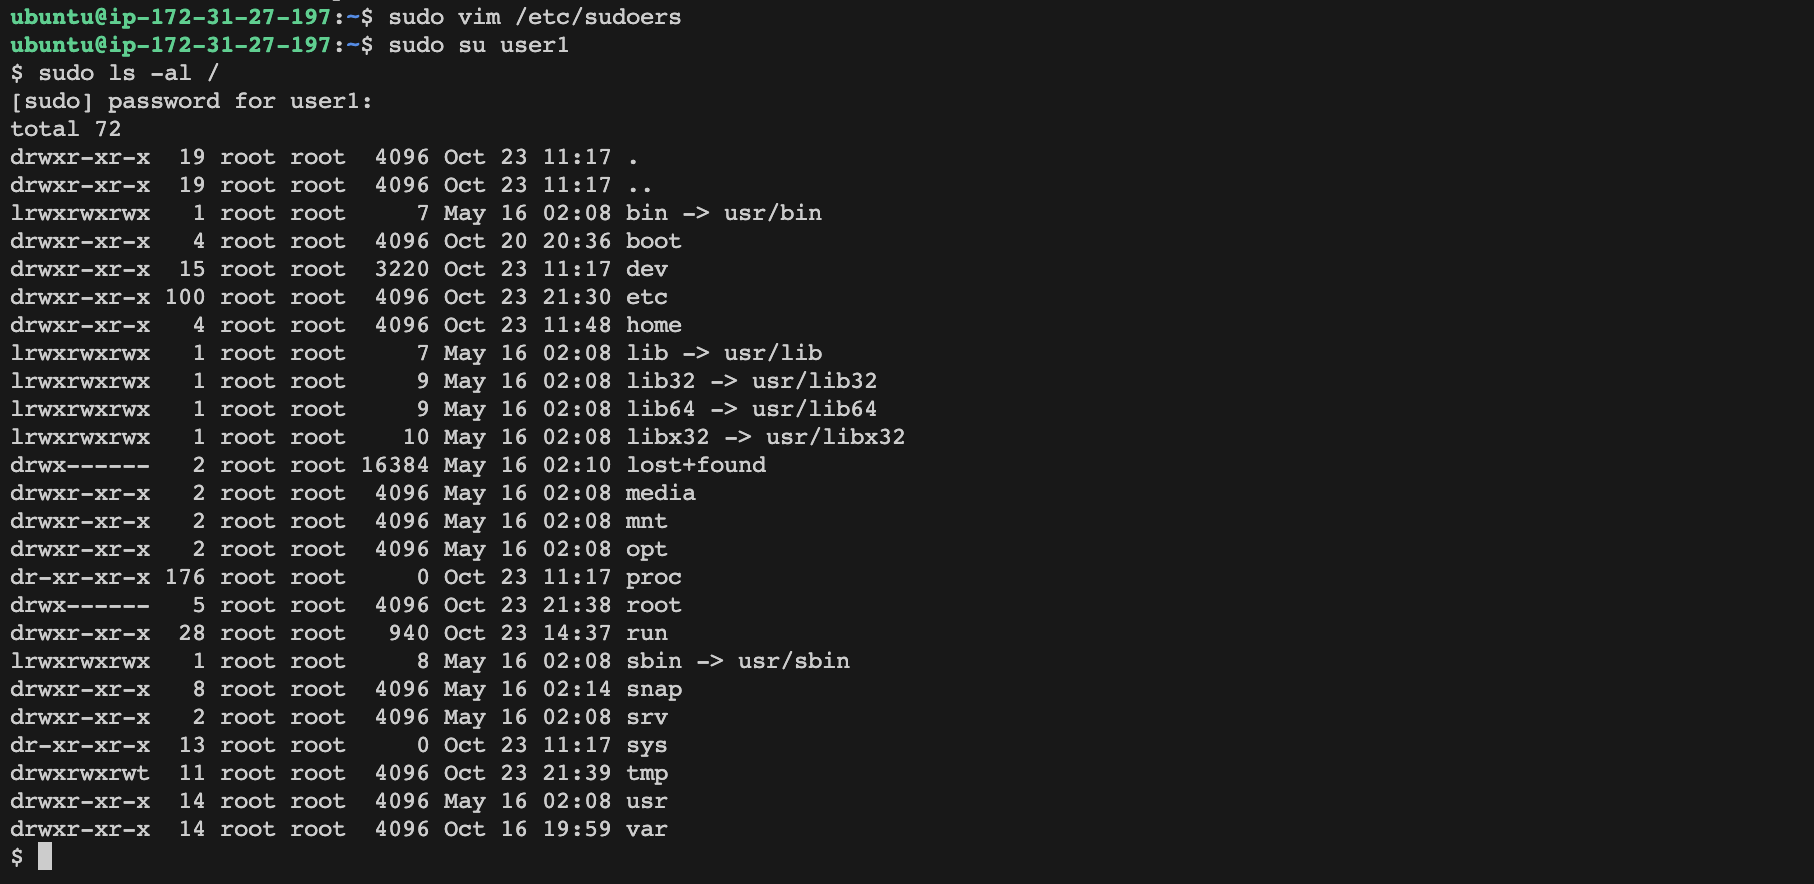 ubuntu@ip-172-31-27-197:~$ sudo vim /etc/sudoers
ubuntu@ip-172-31-27-197:~$ sudo su user1
$ sudo ls -al /
[sudo] password for user1:
total 72
drwxr-xr-x  19 root root  4096 Oct 23 11:17 .
drwxr-xr-x  19 root root  4096 Oct 23 11:17 ..
lrwxrwxrwx   1 root root     7 May 16 02:08 bin -> usr/bin
drwxr-xr-x   4 root root  4096 Oct 20 20:36 boot
drwxr-xr-x  15 root root  3220 Oct 23 11:17 dev
drwxr-xr-x 100 root root  4096 Oct 23 21:30 etc
drwxr-xr-x   4 root root  4096 Oct 23 11:48 home
lrwxrwxrwx   1 root root     7 May 16 02:08 lib -> usr/lib
lrwxrwxrwx   1 root root     9 May 16 02:08 lib32 -> usr/lib32
lrwxrwxrwx   1 root root     9 May 16 02:08 lib64 -> usr/lib64
lrwxrwxrwx   1 root root    10 May 16 02:08 libx32 -> usr/libx32
drwx------   2 root root 16384 May 16 02:10 lost+found
drwxr-xr-x   2 root root  4096 May 16 02:08 media
drwxr-xr-x   2 root root  4096 May 16 02:08 mnt
drwxr-xr-x   2 root root  4096 May 16 02:08 opt
dr-xr-xr-x 176 root root     0 Oct 23 11:17 proc
drwx------   5 root root  4096 Oct 23 21:38 root
drwxr-xr-x  28 root root   940 Oct 23 14:37 run
lrwxrwxrwx   1 root root     8 May 16 02:08 sbin -> usr/sbin
drwxr-xr-x   8 root root  4096 May 16 02:14 snap
drwxr-xr-x   2 root root  4096 May 16 02:08 srv
dr-xr-xr-x  13 root root     0 Oct 23 11:17 sys
drwxrwxrwt  11 root root  4096 Oct 23 21:39 tmp
drwxr-xr-x  14 root root  4096 May 16 02:08 usr
drwxr-xr-x  14 root root  4096 Oct 16 19:59 var
$